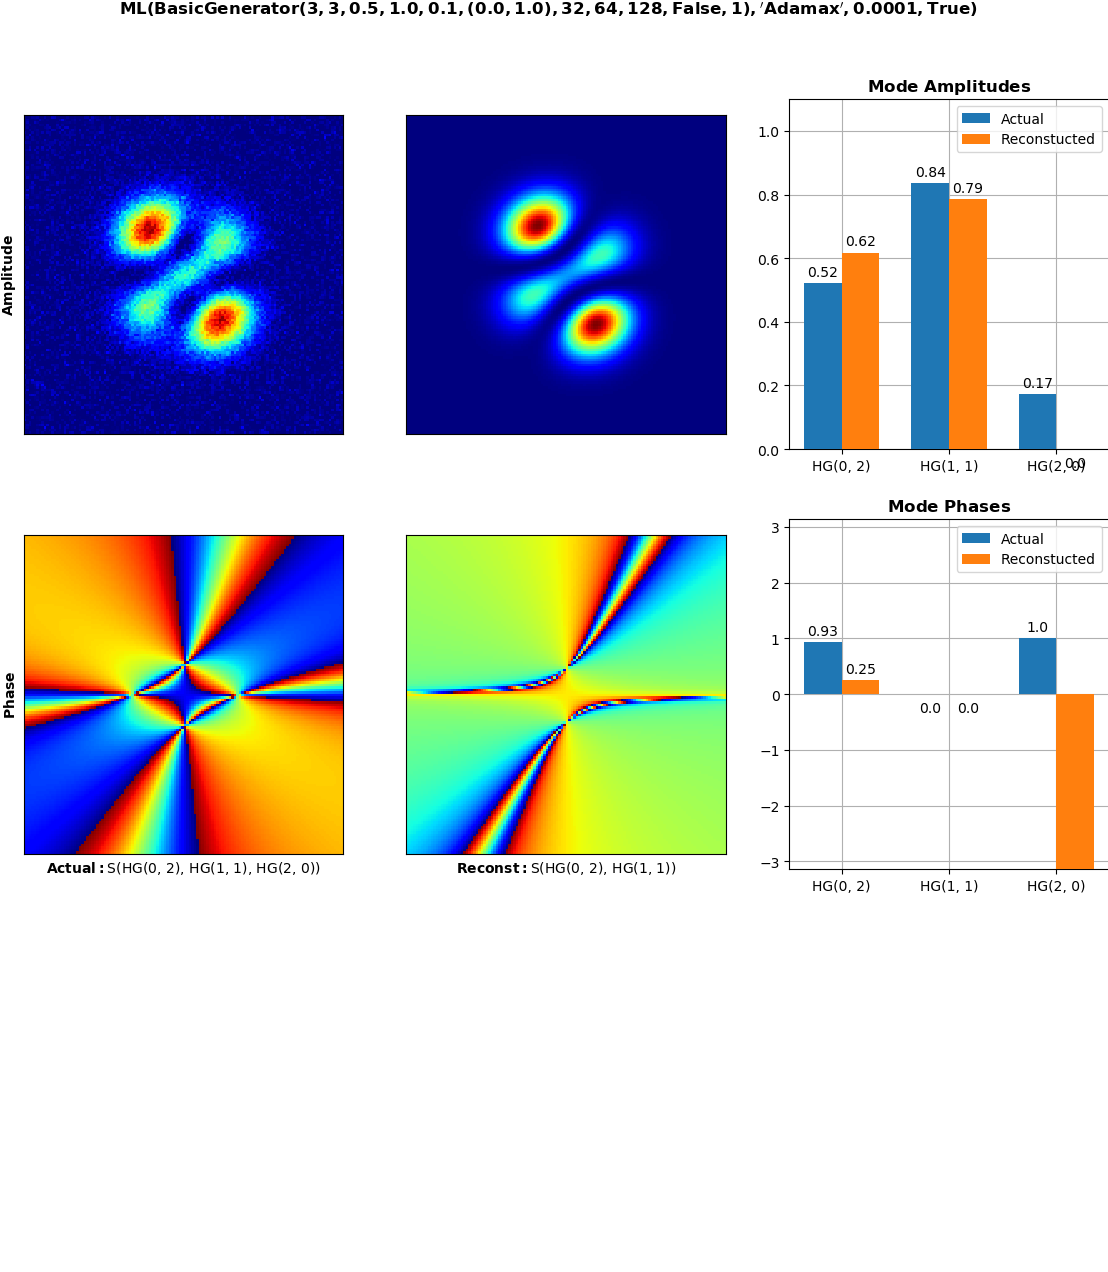 ML(BasicGenerator(3, 3, 0.5, 1.0, 0.1, (0.0, 1.0), 32, 64, 128, False, 1), 'Adamax', 0.0001, True)
Amplitude
Mode Amplitudes
Actual
Reconstucted
1.0
0.8
0.6
0.4
0.2
0.0
0.52
0.62
0.84
0.79
0.17
0.0
HG(0, 2)
HG(1, 1)
HG(2, 0)
Phase
Actual: S(HG(0, 2), HG(1, 1), HG(2, 0))
Reconst: S(HG(0, 2), HG(1, 1))
Mode Phases
Actual
Reconstucted
3
2
1
0
−1
−2
−3
0.93
0.25
0.0
0.0
1.0
HG(0, 2)
HG(1, 1)
HG(2, 0)